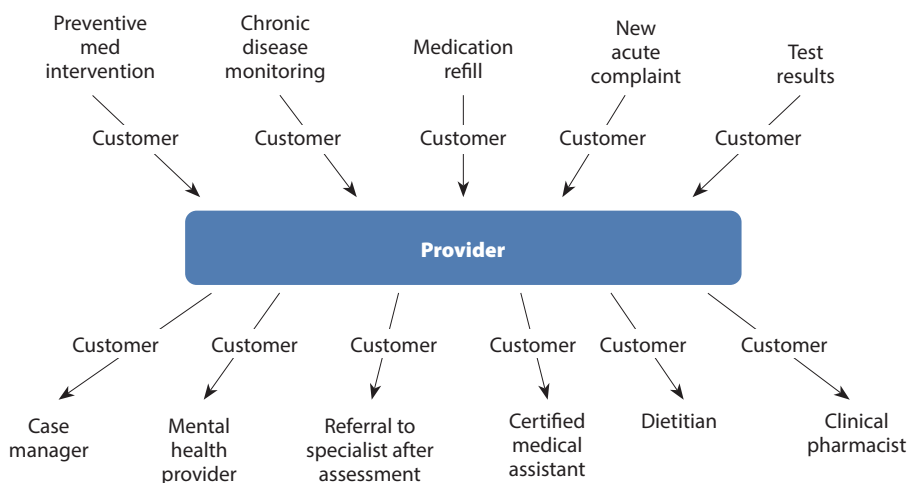 Preventive
med
intervention
Chronic
disease
monitoring
Medication
refill
New
acute
complaint
Test
results
Customer
Customer
Customer
Customer
Customer
Provider
Customer
Customer
Customer
Customer
Customer
Customer
Case
manager
Mental
health
provider
Referral to
specialist after
assessment
Certified
medical
assistant
Dietitian
Clinical
pharmacist